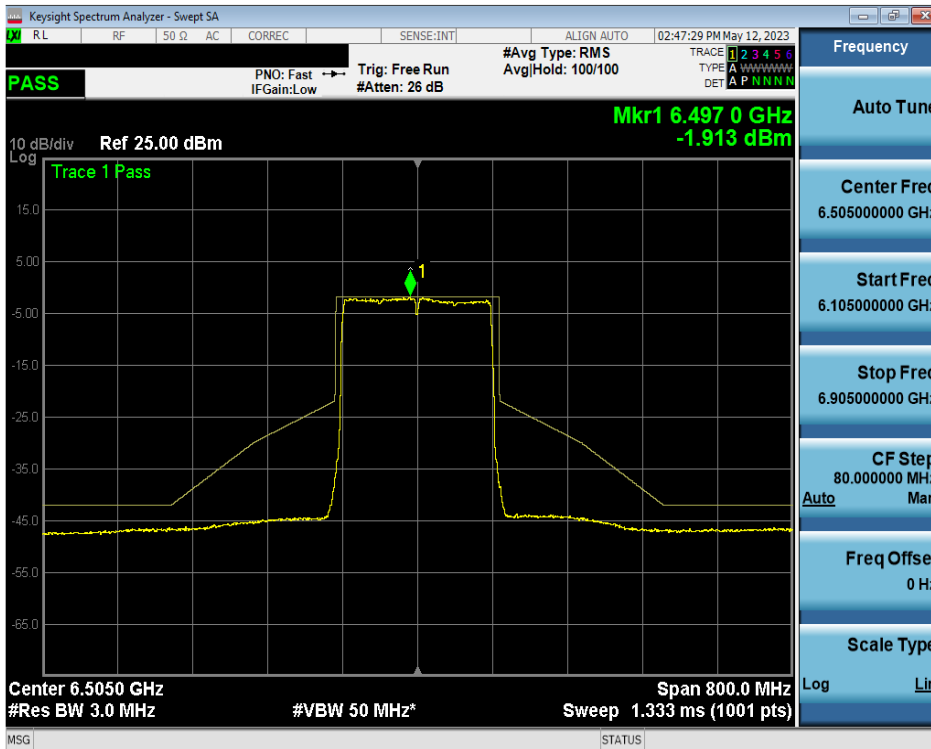 Keysight Spectrum Analyzer - Swept SA
LXI RL RF 50 Ω AC CORREC SENSE:INT ALIGN AUTO 02:47:29 PM May 12, 2023
PASS
PNO: Fast
IFGain:Low
Trig: Free Run
#Atten: 26 dB
#Avg Type: RMS
Avg|Hold: 100/100
TRACE 1 2 3 4 5 6
TYPE A WWWWW
DET A P N N N N
Mkr1 6.497 0 GHz
-1.913 dBm
10 dB/div Ref 25.00 dBm
Log
Trace 1 Pass
1
15.0
5.00
-5.00
-15.0
-25.0
-35.0
-45.0
-55.0
-65.0
Center 6.5050 GHz Span 800.0 MHz
#Res BW 3.0 MHz #VBW 50 MHz* Sweep 1.333 ms (1001 pts)
MSG STATUS
Frequency
Auto Tune
Center Freq
6.505000000 GHz
Start Freq
6.105000000 GHz
Stop Freq
6.905000000 GHz
CF Step
80.000000 MHz
Auto Man
Freq Offset
0 Hz
Scale Type
Log Lin